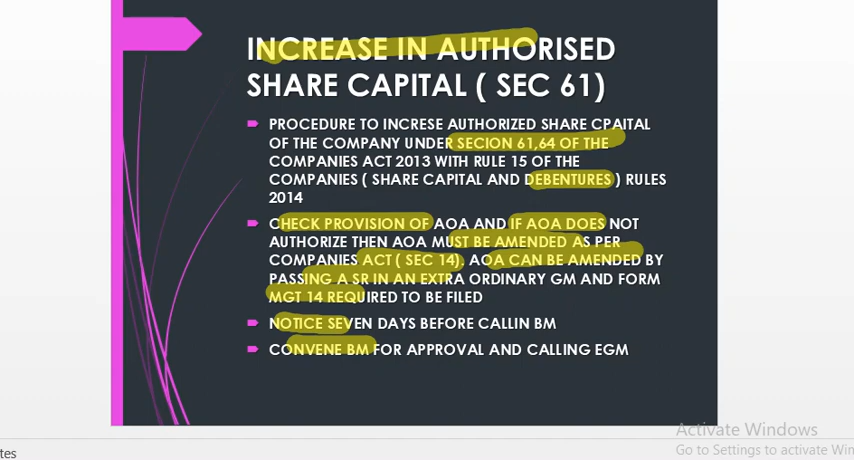 INCREASE IN AUTHORISED
SHARE CAPITAL ( SEC 61)
PROCEDURE TO INCRESE AUTHORIZED SHARE CPAITAL
OF THE COMPANY UNDER SECION 61,64 OF THE
COMPANIES ACT 2013 WITH RULE 15 OF THE
COMPANIES ( SHARE CAPITAL AND DEBENTURES ) RULES
2014
CHECK PROVISION OF AOA AND IF AOA DOES NOT
AUTHORIZE THEN AOA MUST BE AMENDED AS PER
COMPANIES ACT ( SEC 14). AOA CAN BE AMENDED BY
PASSING A SR IN AN EXTRA ORDINARY GM AND FORM
MGT 14 REQUIRED TO BE FILED
NOTICE SEVEN DAYS BEFORE CALLIN BM
CONVENE BM FOR APPROVAL AND CALLING EGM
Activate Windows
Go to Settings to activate Win
tes